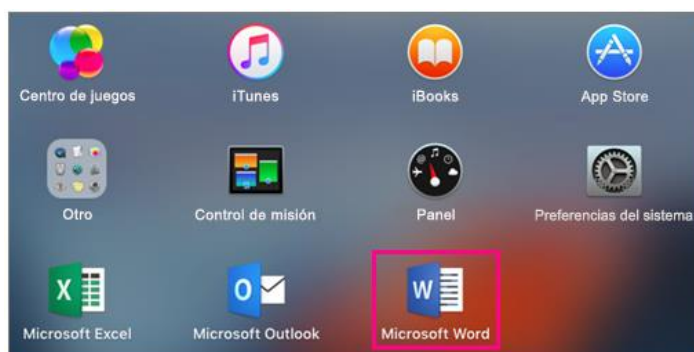 Centro de juegos
iTunes
iBooks
App Store
Otro
Control de misión
Panel
Preferencias del sistema
X
O
W
Microsoft Excel
Microsoft Outlook
Microsoft Word